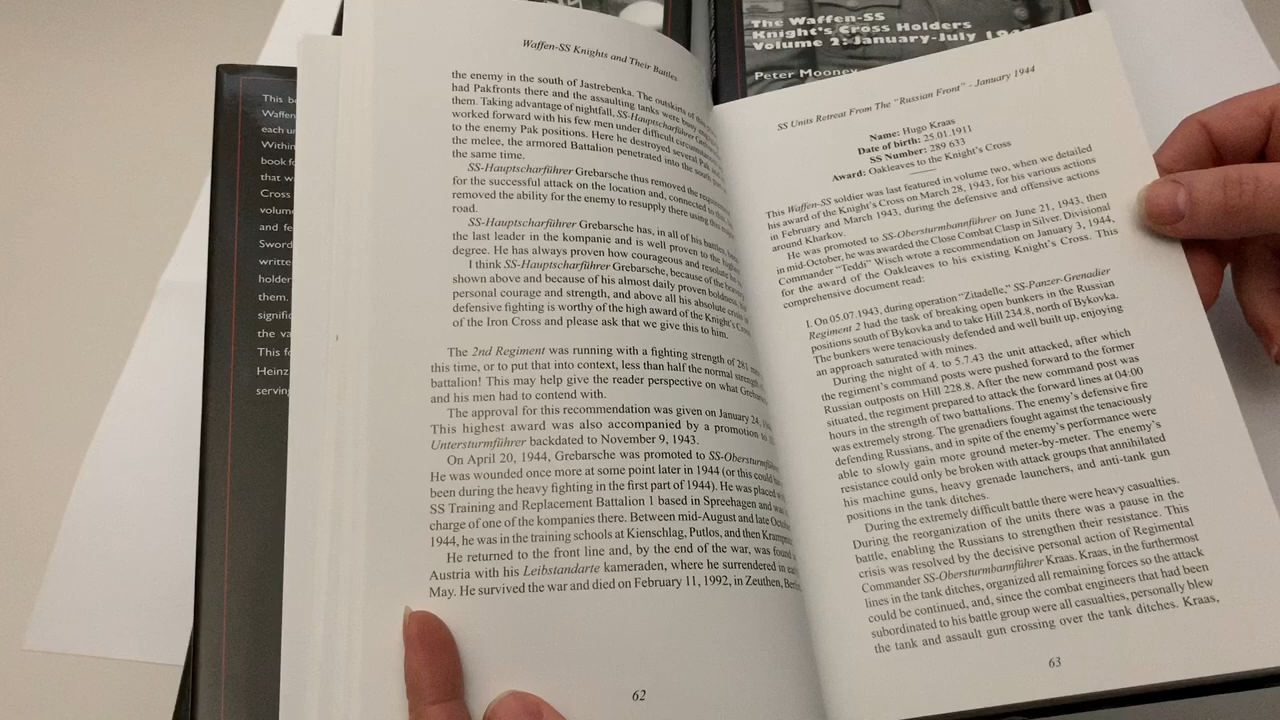 This
Waffen
each
Within
book
that
Cross
volum
and
Sword
writte
holder
them.
signific
the
This
Heinz
serving
The Waffen-SS
Knight's Cross Holders
Volume 2: January-July
Peter Mooney
Waffen-SS Knights and Their Battles
the enemy in the south of Jastrebenka. The outskirts of
had Pakfronts there and the assaulting tanks were
them. Taking advantage of nightfall, SS-Hauptscharführer
worked forward with his few men under difficult
to the enemy Pak positions. Here he destroyed several Pak
the melee, the armored Battalion penetrated into the south
the same time.
SS-Hauptscharführer Grebarsche thus removed the
for the successful attack on the location and, connected to
removed the ability for the enemy to resupply there using this
road.
SS-Hauptscharführer Grebarsche has, in all of his battles,
the last leader in the kompanie and is well proven to the
degree. He has always proven how courageous and resolute
I think SS-Hauptscharführer Grebarsche, because of the
shown above and because of his almost daily proven boldness,
personal courage and strength, and above all his absolute
defensive fighting is worthy of the high award of the Knight's
of the Iron Cross and please ask that we give this to him.
The 2nd Regiment was running with a fighting strength of 281
this time, or to put that into context, less than half the normal strength
battalion! This may help give the reader perspective on what
and his men had to contend with.
The approval for this recommendation was given on January 24,
This highest award was also accompanied by a promotion to
Untersturmführer backdated to November 9, 1943.
On April 20, 1944, Grebarsche was promoted to SS-Obersturmführer
He was wounded once more at some point later in 1944 (or this could
been during the heavy fighting in the first part of 1944). He was placed
SS Training and Replacement Battalion 1 based in Spreehagen and
charge of one of the kompanies there. Between mid-August and late
1944, he was in the training schools at Kienschlag, Putlos, and then
He returned to the front line and, by the end of the war, was found
Austria with his Leibstandarte kameraden, where he surrendered in
May. He survived the war and died on February 11, 1992, in Zeuthen,
62
SS Units Retreat From The "Russian Front" - January 1944
Name: Hugo Kraas
Date of birth: 25.01.1911
SS Number: 289 633
Award: Oakleaves to the Knight's Cross
This Waffen-SS soldier was last featured in volume two, when we detailed
his award of the Knight's Cross on March 28, 1943, for his various actions
in February and March 1943, during the defensive and offensive actions
around Kharkov.
He was promoted to SS-Obersturmbannführer on June 21, 1943, then
in mid-October, he was awarded the Close Combat Clasp in Silver. Divisional
Commander "Teddi" Wisch wrote a recommendation on January 3, 1944,
for the award of the Oakleaves to his existing Knight's Cross. This
comprehensive document read:
1. On 05.07.1943, during operation "Zitadelle," SS-Panzer-Grenadier
Regiment 2 had the task of breaking open bunkers in the Russian
positions south of Bykovka and to take Hill 234.8, north of Bykovka.
The bunkers were tenaciously defended and well built up, enjoying
an approach saturated with mines.
During the night of 4. to 5.7.43 the unit attacked, after which
the regiment's command posts were pushed forward to the former
Russian outposts on Hill 228.8. After the new command post was
situated, the regiment prepared to attack the forward lines at 04:00
hours in the strength of two battalions. The enemy's defensive fire
was extremely strong. The grenadiers fought against the tenaciously
defending Russians, and in spite of the enemy's performance were
able to slowly gain more ground meter-by-meter. The enemy's
resistance could only be broken with attack groups that annihilated
his machine guns, heavy grenade launchers, and anti-tank gun
positions in the tank ditches.
During the extremely difficult battle there were heavy casualties.
During the reorganization of the units there was a pause in the
battle, enabling the Russians to strengthen their resistance. This
crisis was resolved by the decisive personal action of Regimental
Commander SS-Obersturmbannführer Kraas. Kraas, in the furthermost
lines in the tank ditches, organized all remaining forces so the attack
could be continued, and, since the combat engineers that had been
subordinated to his battle group were all casualties, personally blew
the tank and assault gun crossing over the tank ditches. Kraas,
63